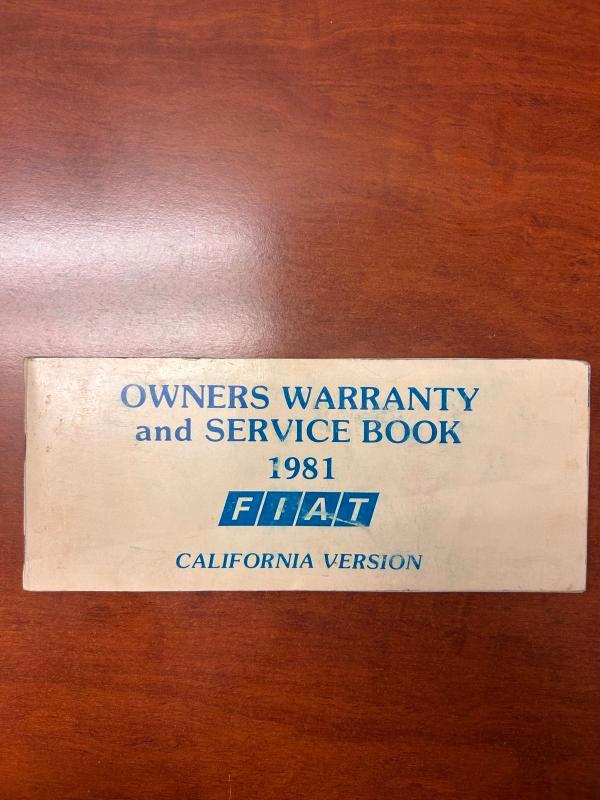 OWNERS WARRANTY
and SERVICE BOOK
1981
FIAT
CALIFORNIA VERSION